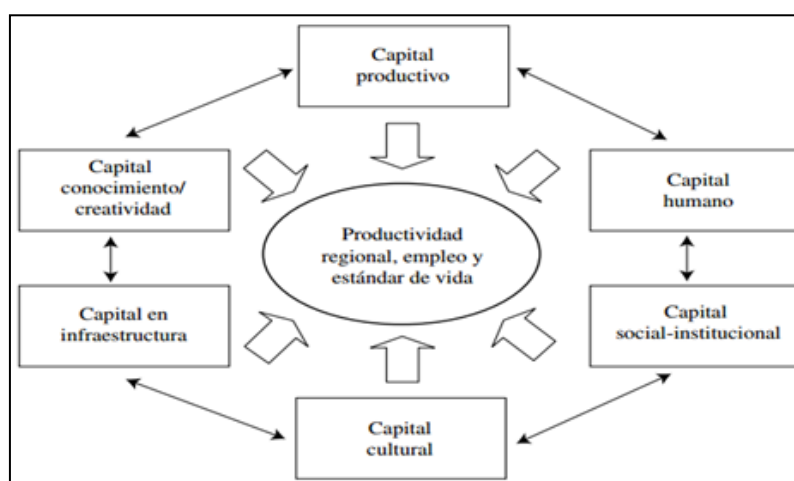 Capital
productivo
Capital
conocimiento/
creatividad
Capital
humano
Productividad
regional, empleo y
estándar de vida
Capital en
infraestructura
Capital
social-institucional
Capital
cultural